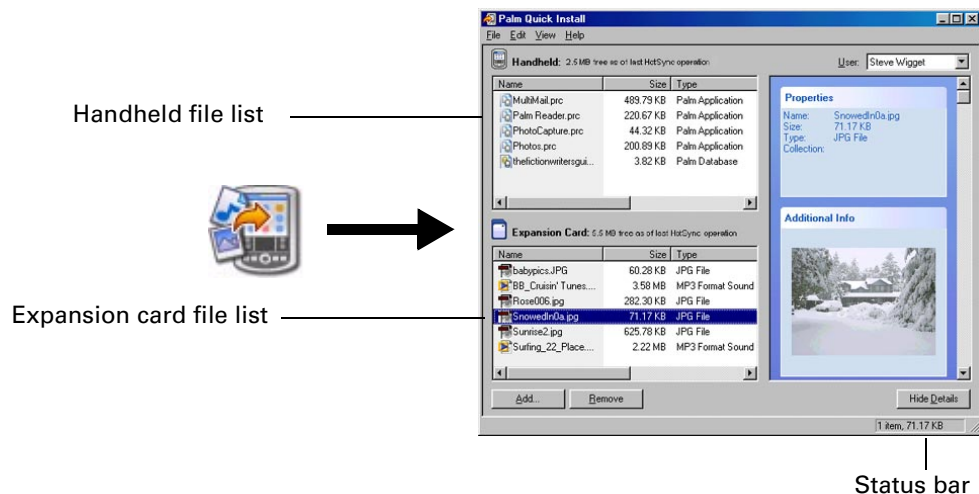 Palm Quick Install
File Edit View Help
Handheld: 2.5 MB free as of last HotSync operation
User: Steve Wigget
Name Size Type
MultiMail.prc 489.79 KB Palm Application
Palm Reader.prc 220.67 KB Palm Application
PhotoCapture.prc 44.32 KB Palm Application
Photos.prc 200.89 KB Palm Application
thefictionwritersgui... 3.82 KB Palm Database
Properties
Name: SnowedIn0a.jpg
Size: 71.17 KB
Type: JPG File
Collection:
Handheld file list
Expansion Card: 5.5 MB free as of last HotSync operation
Name Size Type
babypics.JPG 60.28 KB JPG File
BB_Cruisin' Tunes.... 3.58 MB MP3 Format Sound
Rose006.jpg 282.30 KB JPG File
SnowedIn0a.jpg 71.17 KB JPG File
Sunrise2.jpg 625.78 KB JPG File
Surfing_22_Place.... 2.22 MB MP3 Format Sound
Additional Info
Expansion card file list
Add... Remove Hide Details
1 item, 71.17 KB
Status bar